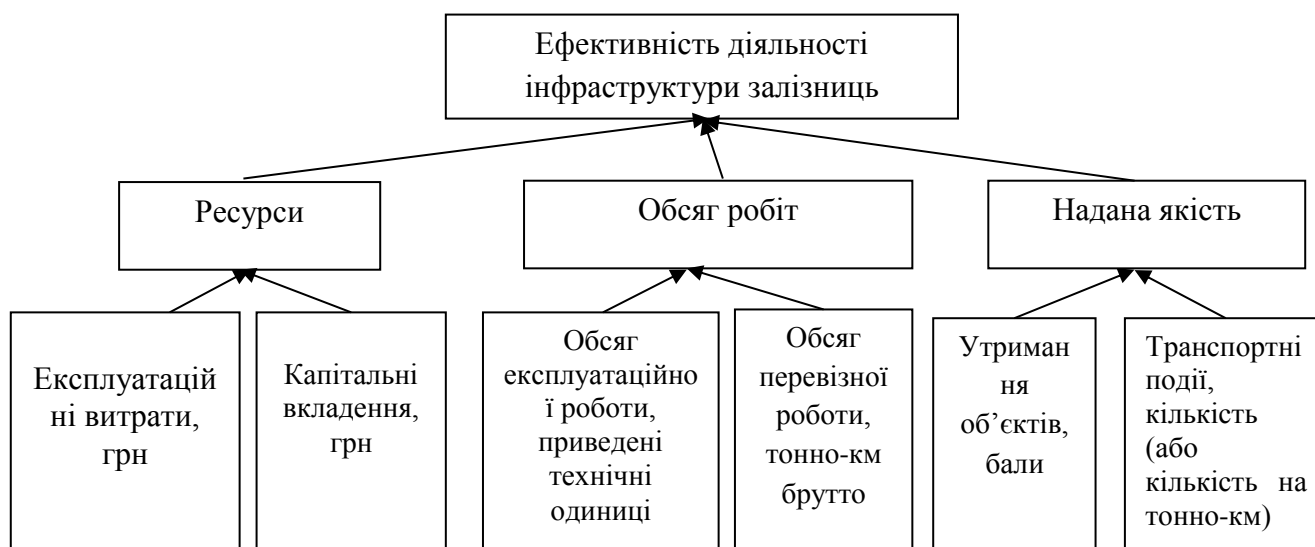 Ефективність діяльності
інфраструктури залізниць
Ресурси
Обсяг робіт
Надана якість
Експлуатацій
ні витрати,
грн
Капітальні
вкладення,
грн
Обсяг
експлуатаційно
ї роботи,
приведені
технічні
одиниці
Обсяг
перевізної
роботи,
тонно-км
брутто
Утриман
ня
об’єктів,
бали
Транспортні
події,
кількість
(або
кількість на
тонно-км)